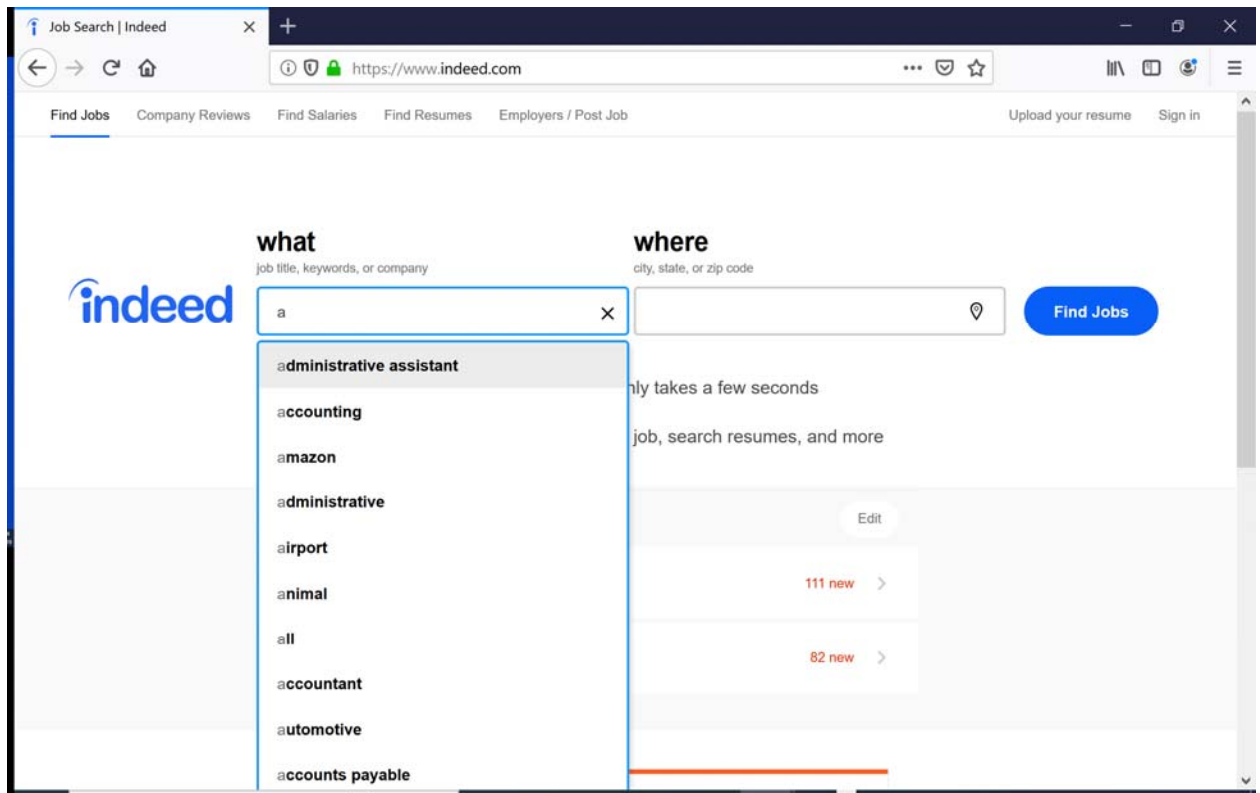 Job Search | Indeed
https://www.indeed.com
Find Jobs Company Reviews Find Salaries Find Resumes Employers / Post Job Upload your resume Sign in
what where
job title, keywords, or company city, state, or zip code
indeed a Find Jobs
administrative assistant
nly takes a few seconds
accounting
job, search resumes, and more
amazon
administrative
Edit
airport
animal 111 new
all
82 new
accountant
automotive
accounts payable